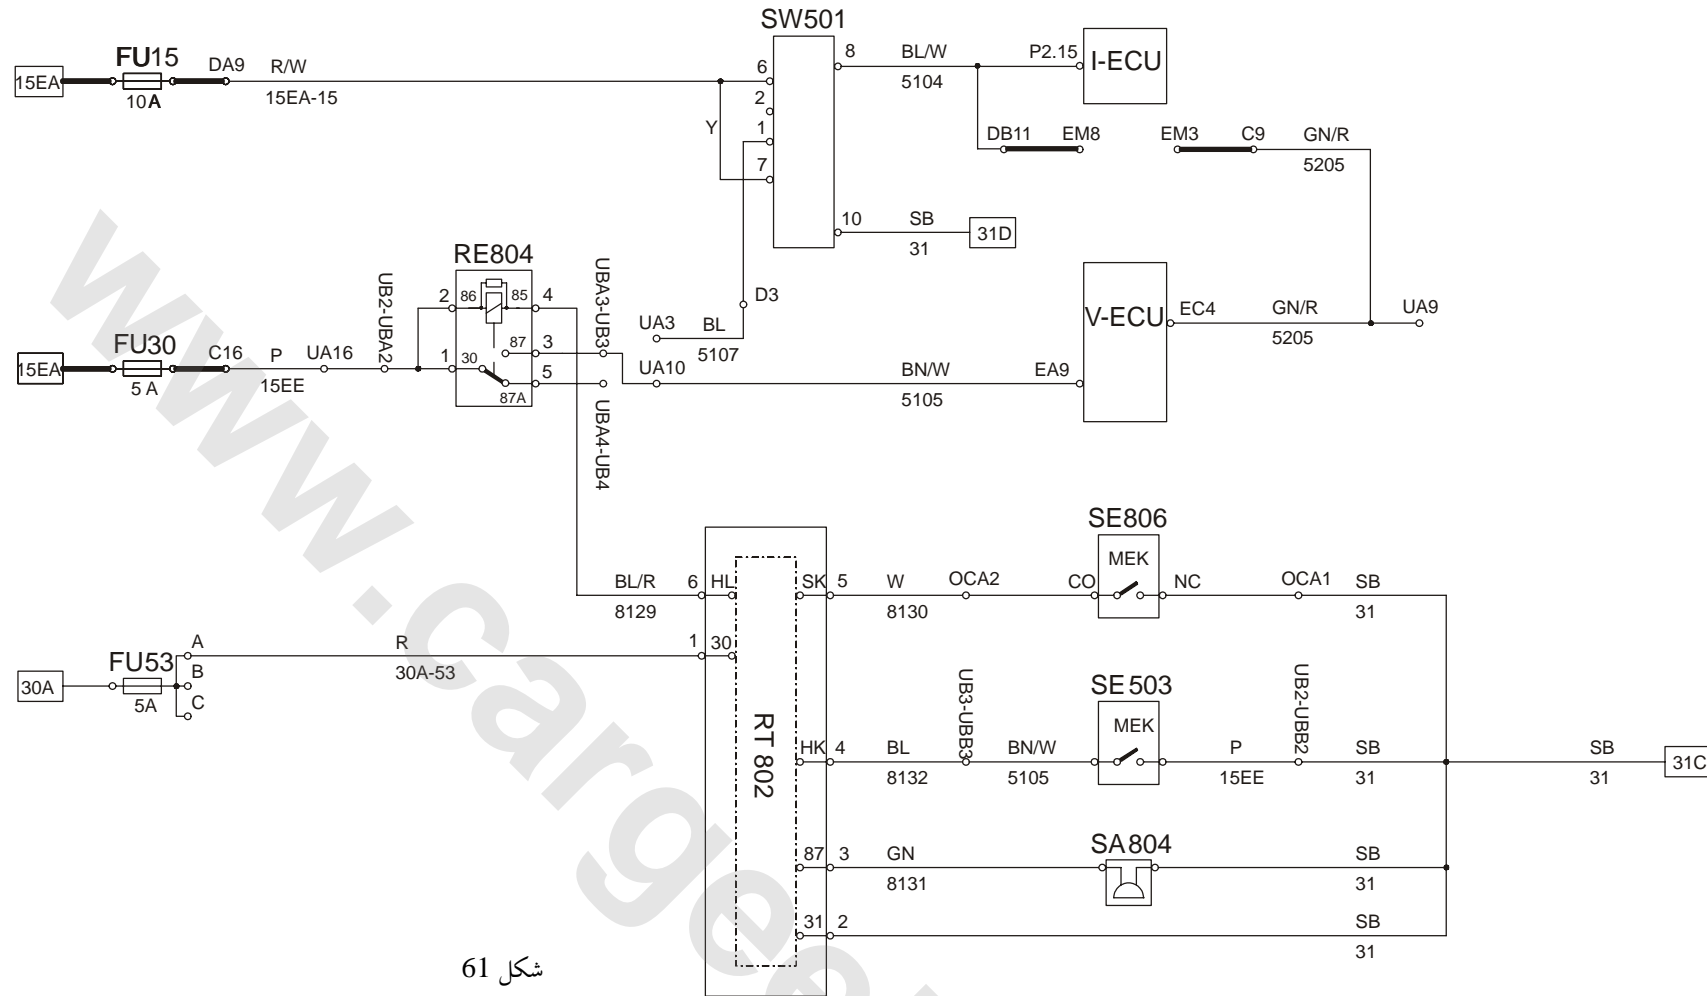 SW501
FU15
DA9
R/W
15EA
10A
15EA-15
6
2
1
7
Y
8
BL/W
5104
P2.15
I-ECU
DB11
EM8
EM3
C9
GN/R
5205
10
SB
31
31D
RE804
UB2-UBA2
2
86
85
4
UBA3-UB3
D3
UA3
BL
5107
V-ECU
EC4
GN/R
5205
UA9
FU30
15EA
5 A
C16
P
15EE
UA16
1
30
87
3
87A
5
UA10
BN/W
5105
EA9
UBA4-UB4
SE806
MEK
BL/R
8129
6
HL
SK
5
W
8130
OCA2
CO
NC
OCA1
SB
31
FU53
30A
5A
A
B
C
R
30A-53
1
30
RT 802
SE503
MEK
HK
4
BL
8132
UB3-UBB3
BN/W
5105
P
15EE
UB2-UBB2
SB
31
SB
31
31C
SA804
87
3
GN
8131
SB
31
31
2
SB
31
شکل 61
www.cargee